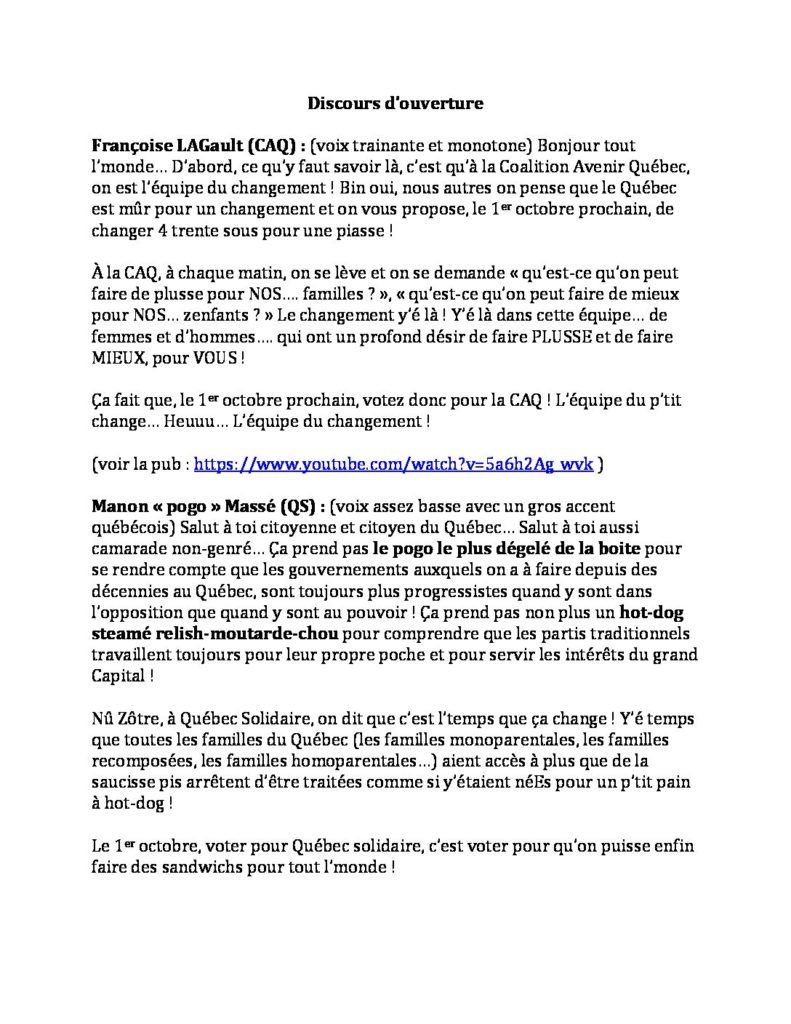 Discours d’ouverture
Françoise LAGault (CAQ) : (voix trainante et monotone) Bonjour tout
l’monde… D’abord, ce qu’y faut savoir là, c’est qu’à la Coalition Avenir Québec,
on est l’équipe du changement ! Bin oui, nous autres on pense que le Québec
est mûr pour un changement et on vous propose, le 1er octobre prochain, de
changer 4 trente sous pour une piasse !
À la CAQ, à chaque matin, on se lève et on se demande « qu’est-ce qu’on peut
faire de plusse pour NOS…. familles ? », « qu’est-ce qu’on peut faire de mieux
pour NOS… zenfants ? » Le changement y’é là ! Y’é là dans cette équipe… de
femmes et d’hommes…. qui ont un profond désir de faire PLUSSE et de faire
MIEUX, pour VOUS !
Ça fait que, le 1er octobre prochain, votez donc pour la CAQ ! L’équipe du p’tit
change… Heuuu… L’équipe du changement !
(voir la pub : https://www.youtube.com/watch?v=5a6h2Ag_wvk )
Manon « pogo » Massé (QS) : (voix assez basse avec un gros accent
québécois) Salut à toi citoyenne et citoyen du Québec… Salut à toi aussi
camarade non-genré… Ça prend pas le pogo le plus dégelé de la boite pour
se rendre compte que les gouvernements auxquels on a à faire depuis des
décennies au Québec, sont toujours plus progressistes quand y sont dans
l’opposition que quand y sont au pouvoir ! Ça prend pas non plus un hot-dog
steamé relish-moutarde-chou pour comprendre que les partis traditionnels
travaillent toujours pour leur propre poche et pour servir les intérêts du grand
Capital !
Nû Zôtre, à Québec Solidaire, on dit que c’est l’temps que ça change ! Y’é temps
que toutes les familles du Québec (les familles monoparentales, les familles
recomposées, les familles homoparentales…) aient accès à plus que de la
saucisse pis arrêtent d’être traitées comme si y’étaient néEs pour un p’tit pain
à hot-dog !
Le 1er octobre, voter pour Québec solidaire, c’est voter pour qu’on puisse enfin
faire des sandwichs pour tout l’monde !